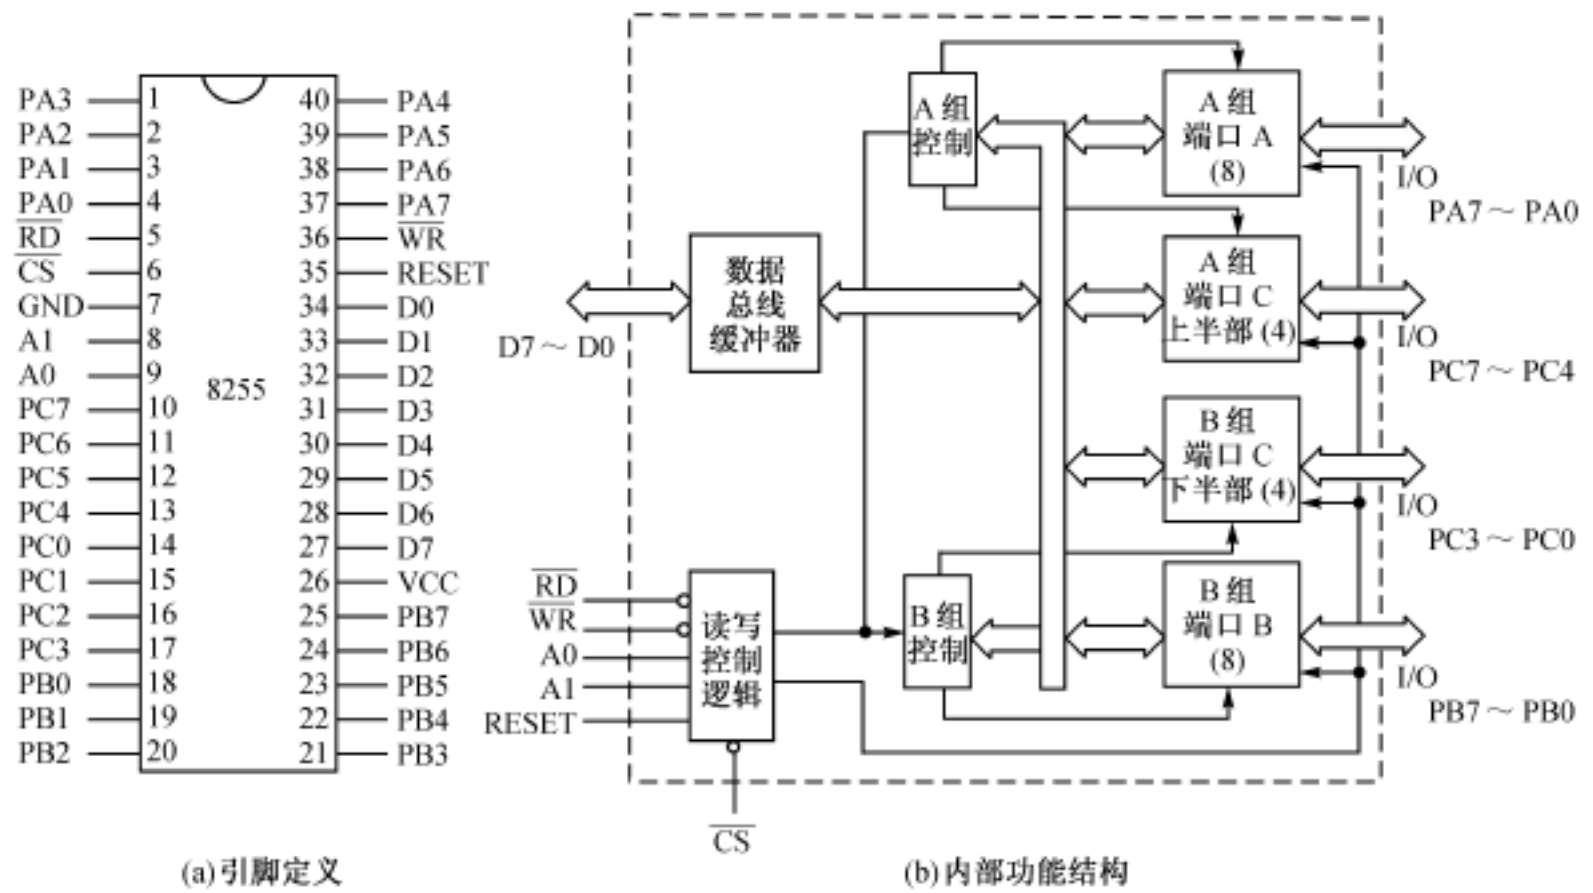 PA3 1 40 PA4
PA2 2 39 PA5
PA1 3 38 PA6
PA0 4 37 PA7
RD 5 36 WR
CS 6 35 RESET
GND 7 34 D0
A1 8 33 D1
A0 9 32 D2
8255
PC7 10 31 D3
PC6 11 30 D4
PC5 12 29 D5
PC4 13 28 D6
PC0 14 27 D7
PC1 15 26 VCC
PC2 16 25 PB7
PC3 17 24 PB6
PB0 18 23 PB5
PB1 19 22 PB4
PB2 20 21 PB3
(a)引脚定义
A组
控制
A组
端口A
(8)
I/O
PA7～PA0
数据
总线
缓冲器
D7～D0
A组
端口C
上半部(4)
I/O
PC7～PC4
B组
端口C
下半部(4)
I/O
PC3～PC0
RD
WR
A0
A1
RESET
读写
控制
逻辑
CS
B组
控制
B组
端口B
(8)
I/O
PB7～PB0
(b)内部功能结构